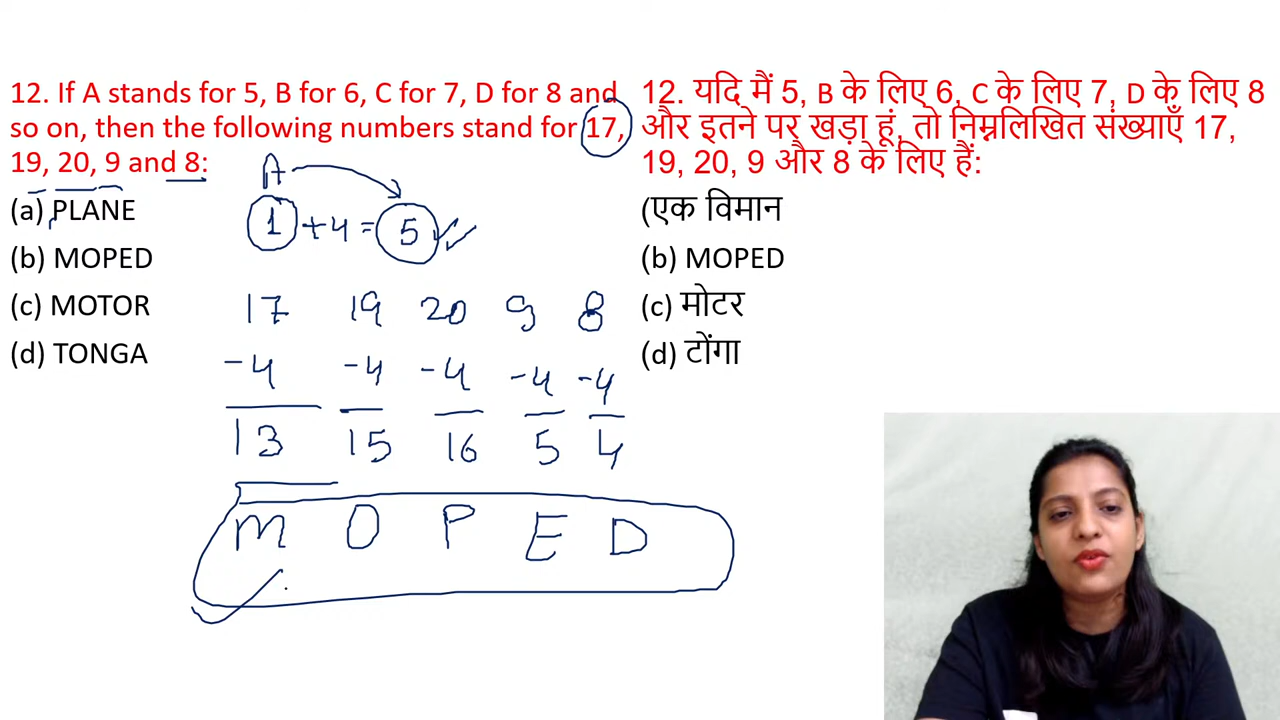 12. If A stands for 5, B for 6, C for 7, D for 8 and
so on, then the following numbers stand for 17,
19, 20, 9 and 8:
(a) PLANE
(b) MOPED
(c) MOTOR
(d) TONGA
A
1 +4 = 5
17 19 20 9 8
-4 -4 -4 -4 -4
13 15 16 5 4
M O P E D
12. यदि मैं 5, B के लिए 6, C के लिए 7, D के लिए 8
और इतने पर खड़ा हूं, तो निम्नलिखित संख्याएँ 17,
19, 20, 9 और 8 के लिए हैं:
(एक विमान
(b) MOPED
(c) मोटर
(d) टोंगा